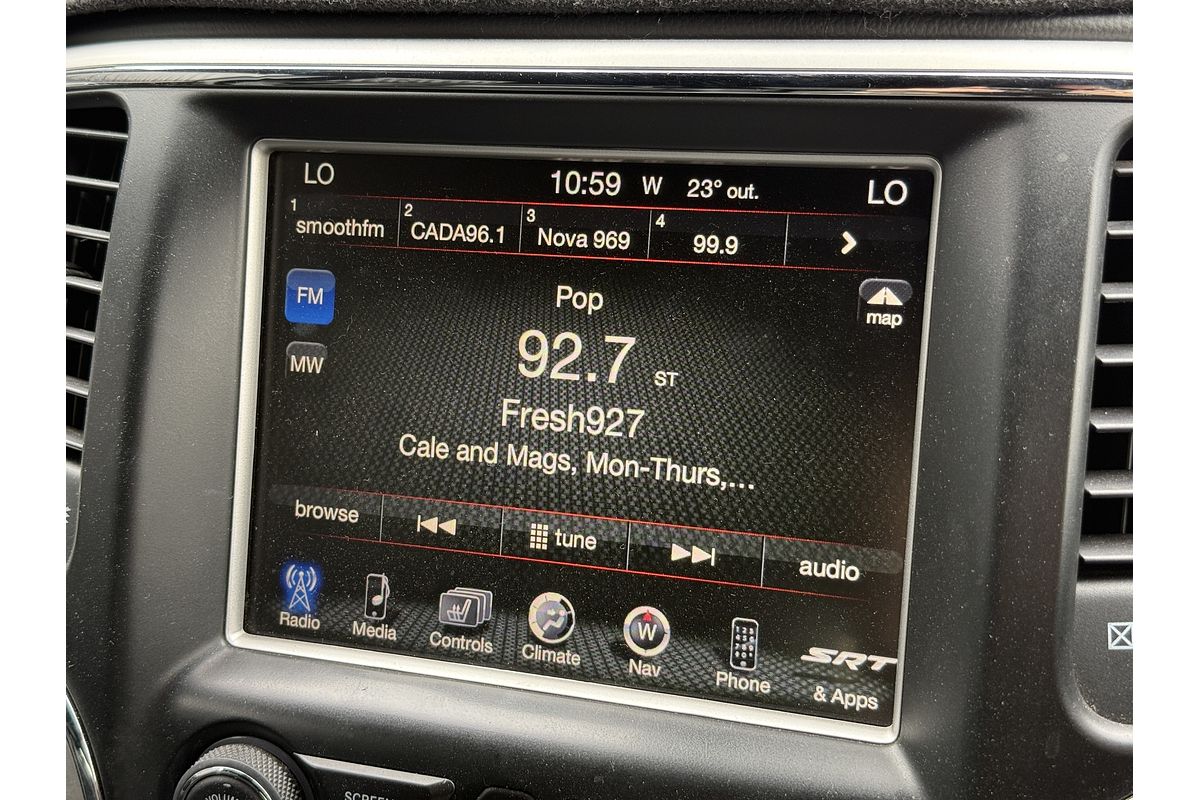 LO 10:59 W 23° out. LO
1 smoothfm 2 CADA96.1 3 Nova 969 4 99.9
FM
Pop
map
MW
92.7 ST
Fresh927
Cale and Mags, Mon-Thurs,...
browse tune audio
Radio Media Controls Climate W Nav Phone SRT & Apps
VOLUME
SCREEN